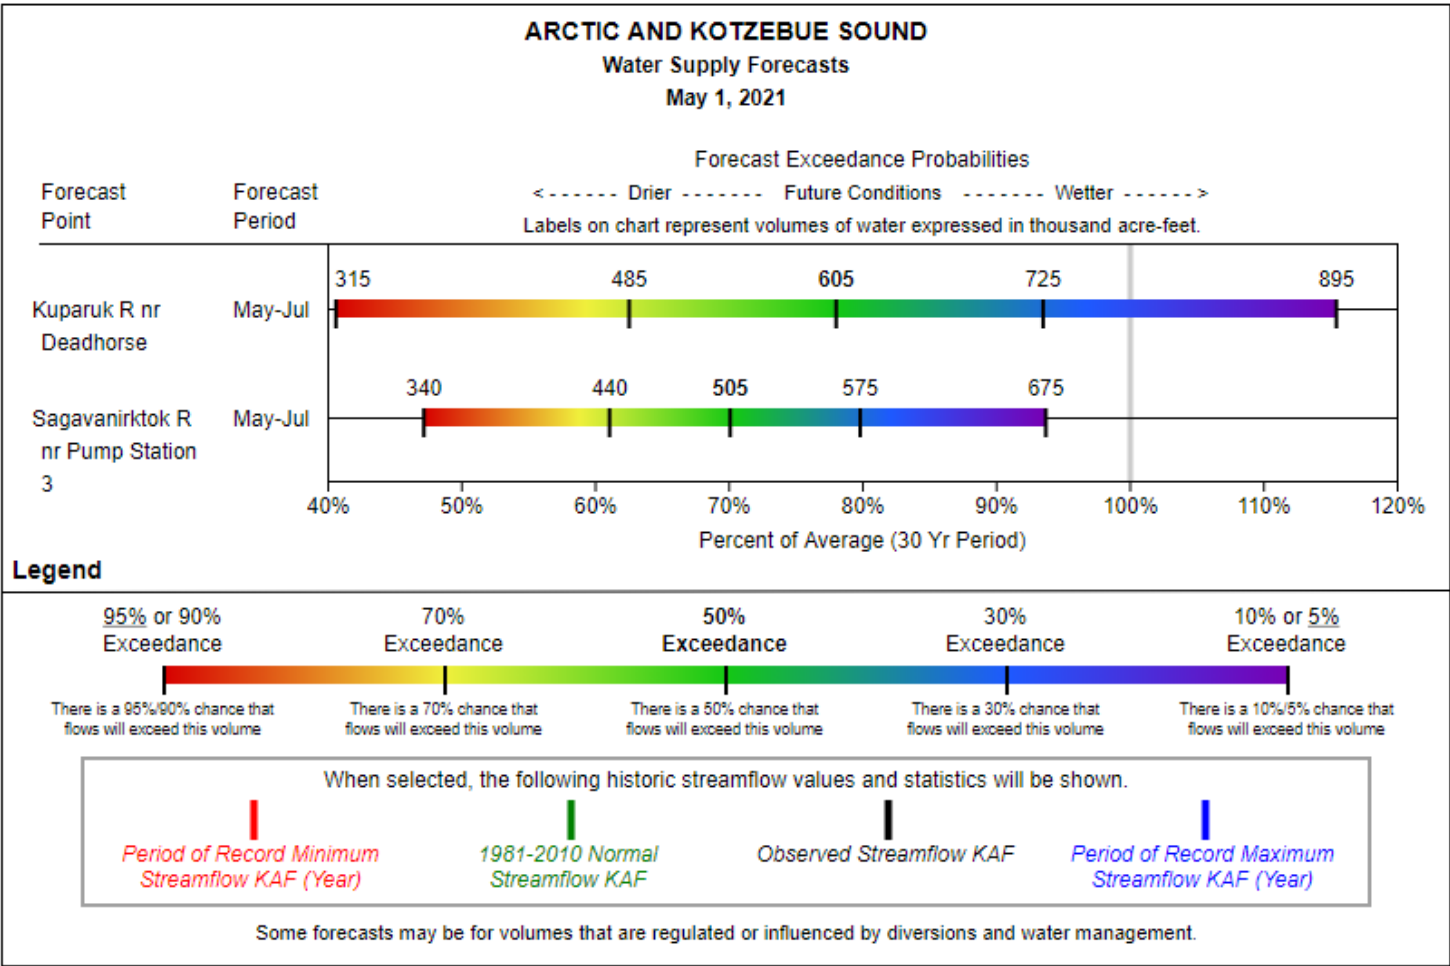 ARCTIC AND KOTZEBUE SOUND
Water Supply Forecasts
May 1, 2021
Forecast Exceedance Probabilities
Forecast Point
Forecast Period
<- - - - - - Drier - - - - - - - Future Conditions - - - - - - - Wetter - - - - - ->
Labels on chart represent volumes of water expressed in thousand acre-feet.
315 485 605 725 895
Kuparuk R nr
Deadhorse
May-Jul
340 440 505 575 675
Sagavanirktok R
nr Pump Station
3
May-Jul
40% 50% 60% 70% 80% 90% 100% 110% 120%
Percent of Average (30 Yr Period)
Legend
95% or 90%
Exceedance
70%
Exceedance
50%
Exceedance
30%
Exceedance
10% or 5%
Exceedance
There is a 95%/90% chance that
flows will exceed this volume
There is a 70% chance that
flows will exceed this volume
There is a 50% chance that
flows will exceed this volume
There is a 30% chance that
flows will exceed this volume
There is a 10%/5% chance that
flows will exceed this volume
When selected, the following historic streamflow values and statistics will be shown.
Period of Record Minimum
Streamflow KAF (Year)
1981-2010 Normal
Streamflow KAF
Observed Streamflow KAF
Period of Record Maximum
Streamflow KAF (Year)
Some forecasts may be for volumes that are regulated or influenced by diversions and water management.